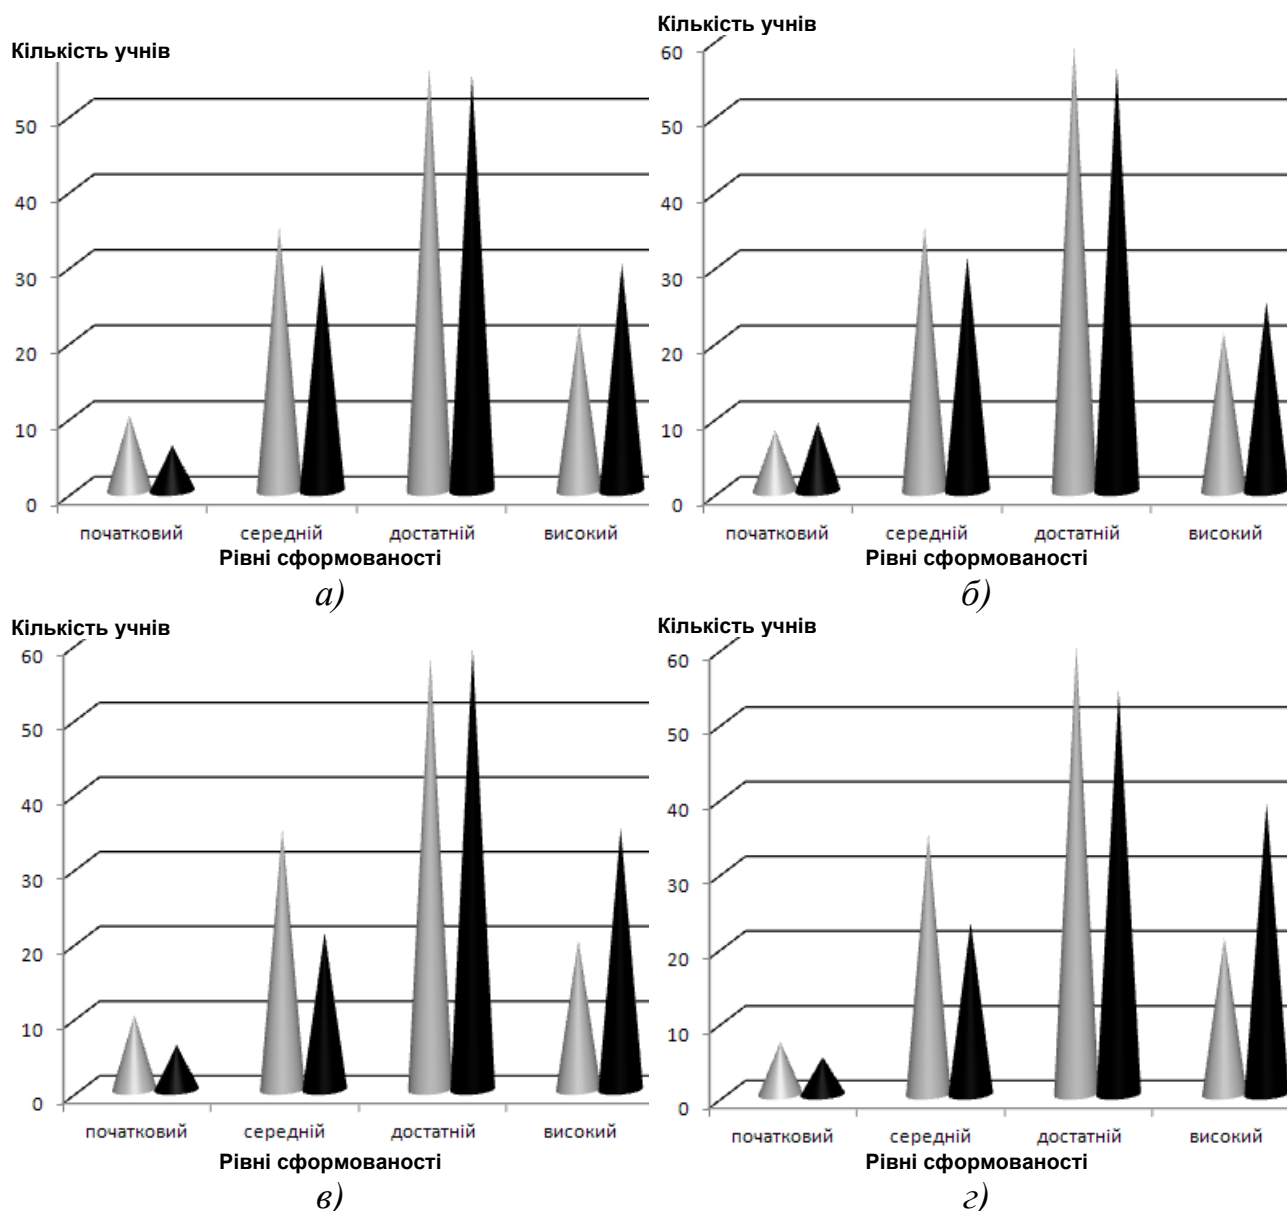 Кількість учнів
50
40
30
20
10
0
початковий середній достатній високий
Рівні сформованості
а)
Кількість учнів
60
50
40
30
20
10
0
початковий середній достатній високий
Рівні сформованості
б)
Кількість учнів
60
50
40
30
20
10
0
початковий середній достатній високий
Рівні сформованості
в)
Кількість учнів
60
50
40
30
20
10
0
початковий середній достатній високий
Рівні сформованості
г)